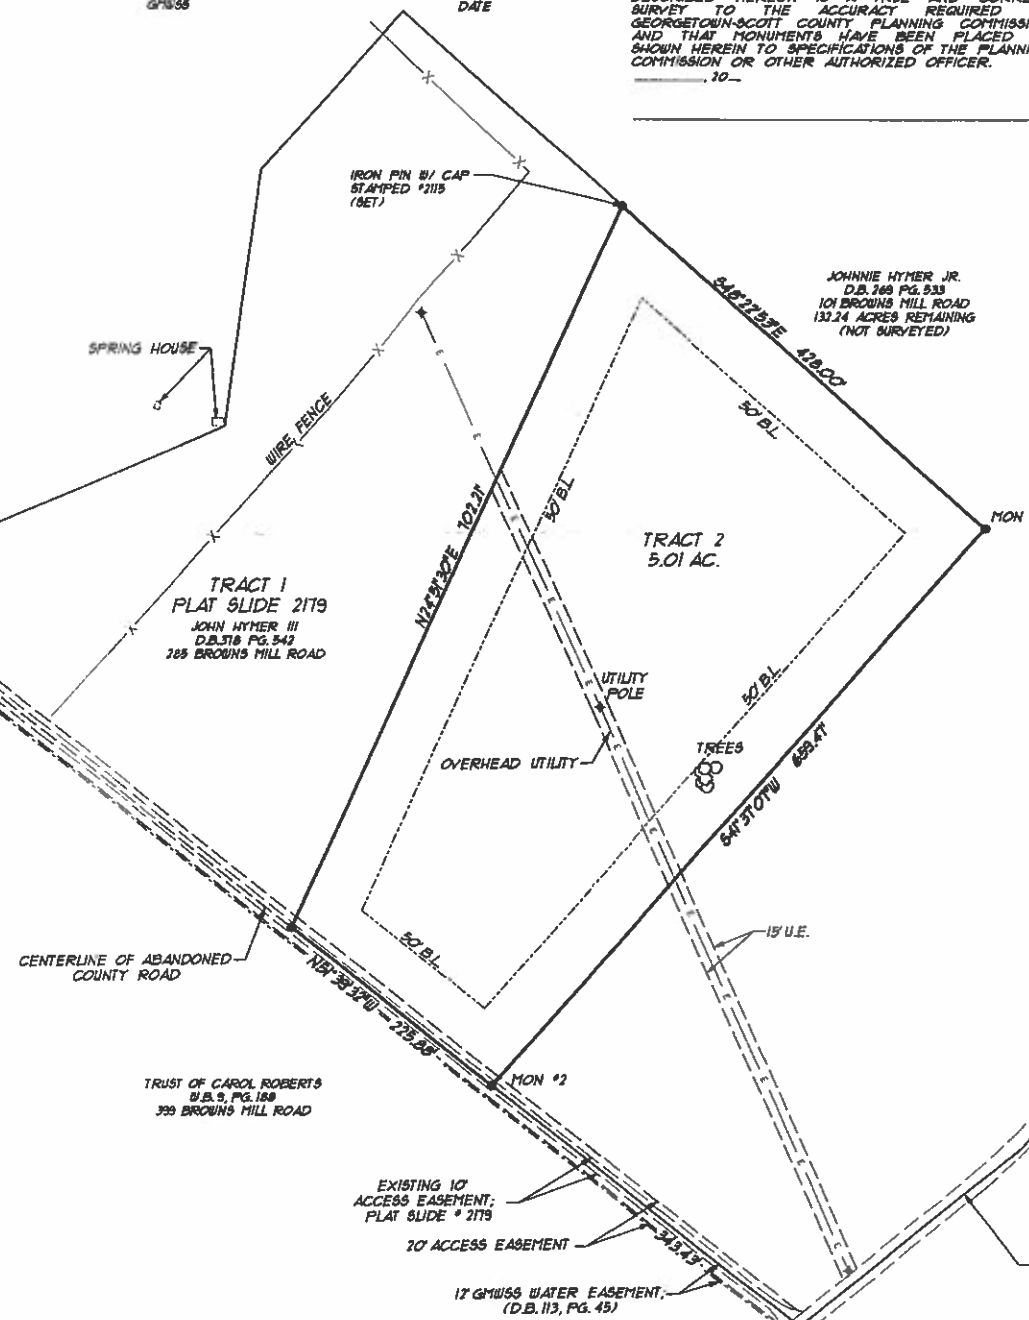 GMWSS
DATE
SURVEY TO THE ACCURACY REQUIRED
GEORGETOWN-SCOTT COUNTY PLANNING COMMISSI
AND THAT MONUMENTS HAVE BEEN PLACED
SHOWN HEREIN TO SPECIFICATIONS OF THE PLANNI
COMMISSION OR OTHER AUTHORIZED OFFICER.
, 20
IRON PIN W/ CAP
STAMPED #2115
(SET)
JOHNNIE HYMER JR.
D.B. 268 PG. 533
101 BROWNS MILL ROAD
132.24 ACRES REMAINING
(NOT SURVEYED)
S48°22'53"E 428.00'
SPRING HOUSE
WIRE FENCE
50' B.L.
50' B.L.
MON
TRACT 2
5.01 AC.
N24°31'30"E 702.21'
TRACT 1
PLAT SLIDE 2179
JOHN HYMER III
D.B.318 PG. 542
285 BROWNS MILL ROAD
50' B.L.
UTILITY
POLE
OVERHEAD UTILITY
TREES
S41°37'07"W 659.47'
15' U.E.
50' B.L.
CENTERLINE OF ABANDONED
COUNTY ROAD
N51°38'32"W 225.88'
MON #2
TRUST OF CAROL ROBERTS
W.B. 9, PG. 188
399 BROWNS MILL ROAD
EXISTING 10'
ACCESS EASEMENT;
PLAT SLIDE # 2179
20' ACCESS EASEMENT
343.43'
12' GMWSS WATER EASEMENT;
(D.B. 113, PG. 45)